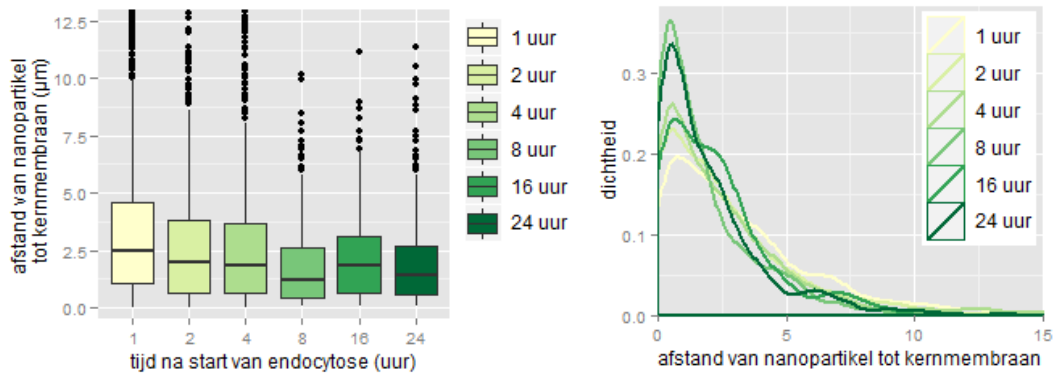 afstand van nanopartikel
tot kernmembraan (µm)
12.5
10.0
7.5
5.0
2.5
0.0
1
2
4
8
16
24
tijd na start van endocytose (uur)
1 uur
2 uur
4 uur
8 uur
16 uur
24 uur
dichtheid
0.3
0.2
0.1
0.0
0
5
10
15
afstand van nanopartikel tot kernmembraan
1 uur
2 uur
4 uur
8 uur
16 uur
24 uur